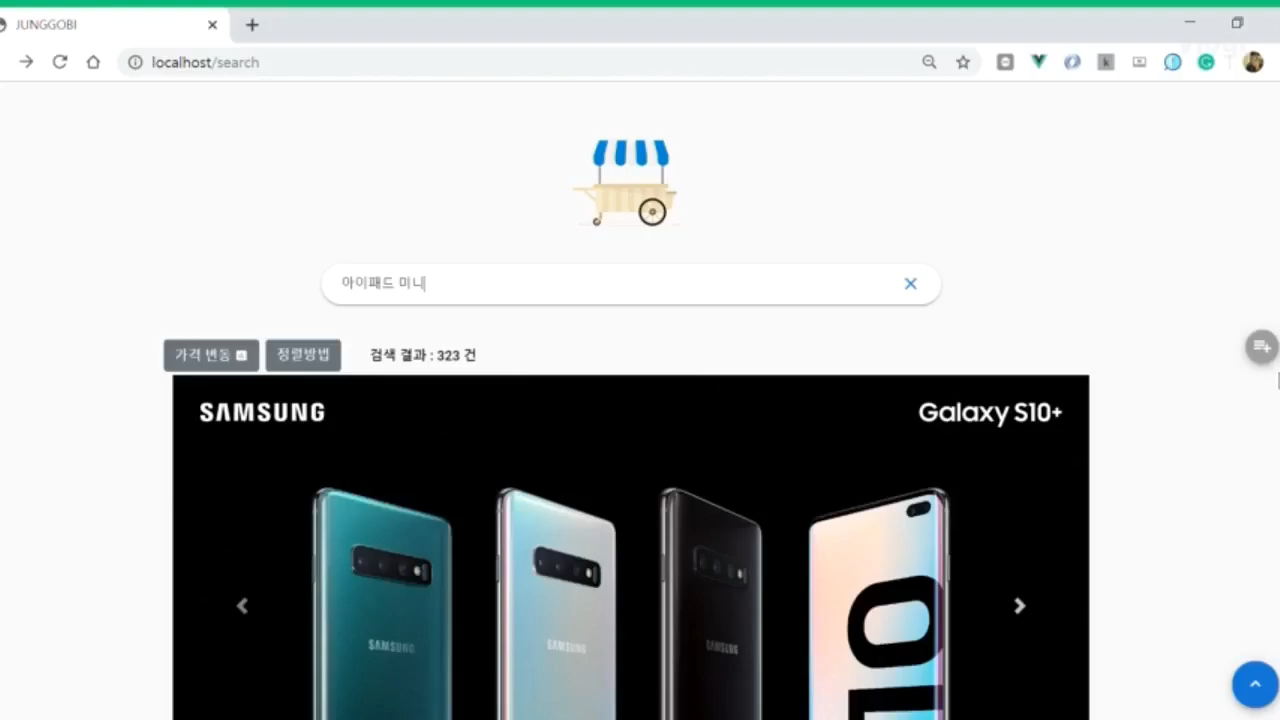 JUNGGOBI
localhost/search
아이패드 미니
가격 변동
정렬방법
검색 결과 : 323 건
SAMSUNG
Galaxy S10+
SAMSUNG
SAMSUNG
SAMSUNG